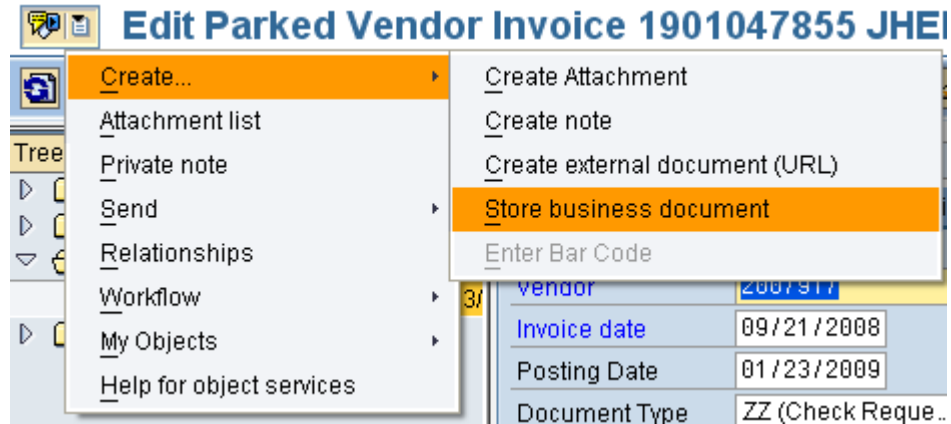 Edit Parked Vendor Invoice 1901047855
Create...
Create Attachment
Attachment list
Create note
Tree
Private note
Create external document (URL)
Send
Store business document
Relationships
Enter Bar Code
Workflow
3/
Vendor 2007917
My Objects
Invoice date 09/21/2008
Help for object services
Posting Date 01/23/2009
Document Type ZZ (Check Reque..